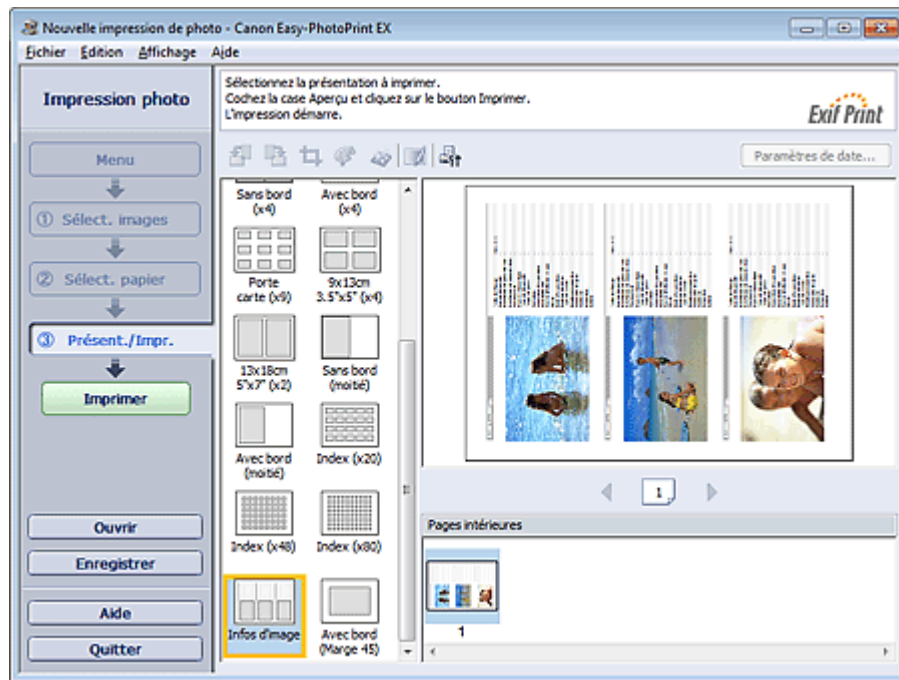 Nouvelle impression de photo - Canon Easy-PhotoPrint EX
Fichier Édition Affichage Aide
Impression photo
Sélectionnez la présentation à imprimer.
Cochez la case Aperçu et cliquez sur le bouton Imprimer.
L'impression démarre.
Exif Print
Menu
① Sélect. images
② Sélect. papier
③ Présent./Impr.
Imprimer
Ouvrir
Enregistrer
Aide
Quitter
Paramètres de date...
Sans bord
(x4)
Avec bord
(x4)
Porte
carte (x9)
9x13cm
3.5"x5" (x4)
13x18cm
5"x7" (x2)
Sans bord
(moitié)
Avec bord
(moitié)
Index (x20)
Index (x48)
Index (x80)
Infos d'image
Avec bord
(Marge 45)
1
Pages intérieures
1